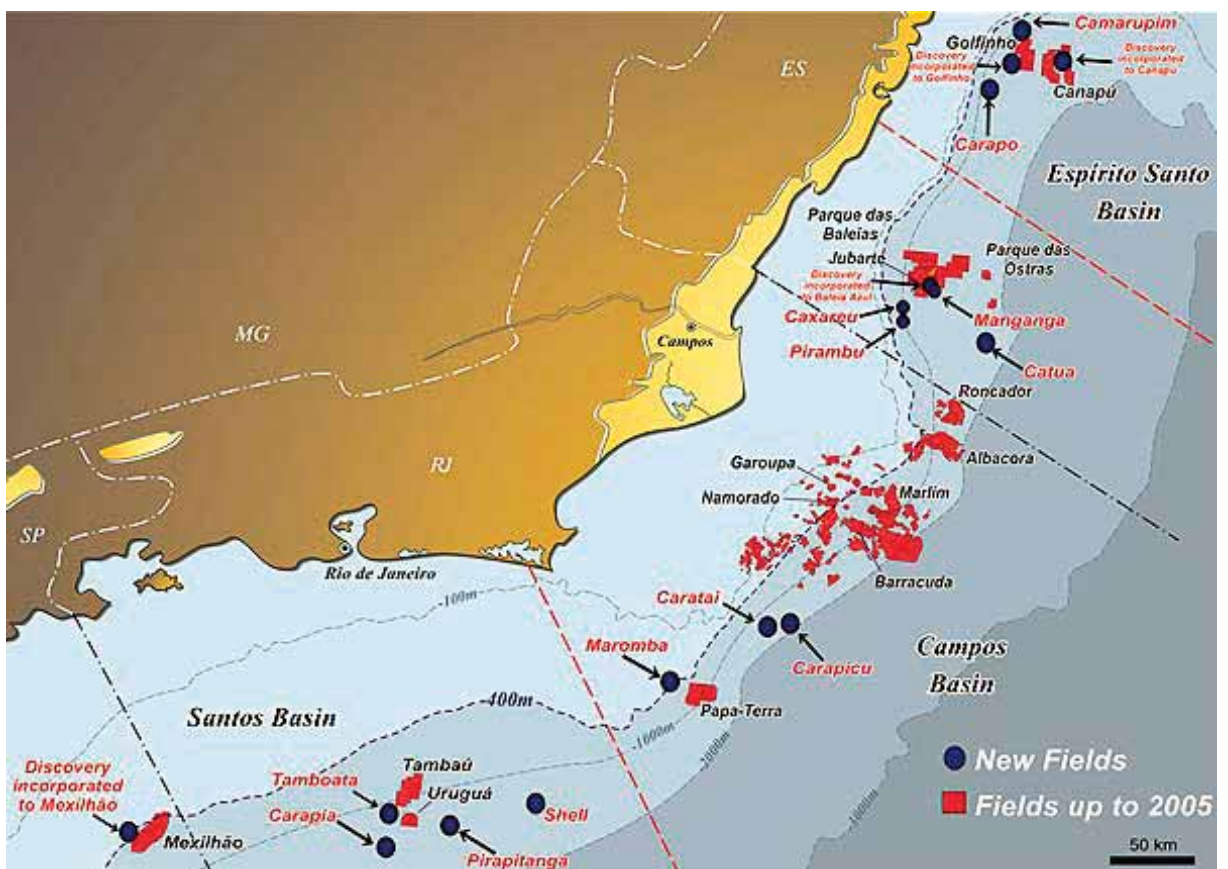 Camarupim
Golfinho
Discovery
incorporated
to Golfinho
Discovery
incorporated
to Canapu
Canapú
ES
Carapo
Espírito Santo
Basin
Parque das
Baleias
Jubarte
Parque das
Ostras
Discovery
incorporated
to Baleia Azul
Caxareu
Manganga
Pirambu
Catua
MG
Campos
Roncador
RJ
Albacora
Garoupa
Namorado
Marlim
SP
Rio de Janeiro
Barracuda
-100m
Caratai
Carapicu
Maromba
Campos
Basin
Papa-Terra
400m
-1000m
-2000m
-3000m
Santos Basin
New Fields
Fields up to 2005
50 km
Discovery
incorporated
to Mexilhão
Mexilhão
Tambaú
Uruguá
Tamboata
Carapia
Pirapitanga
Shell